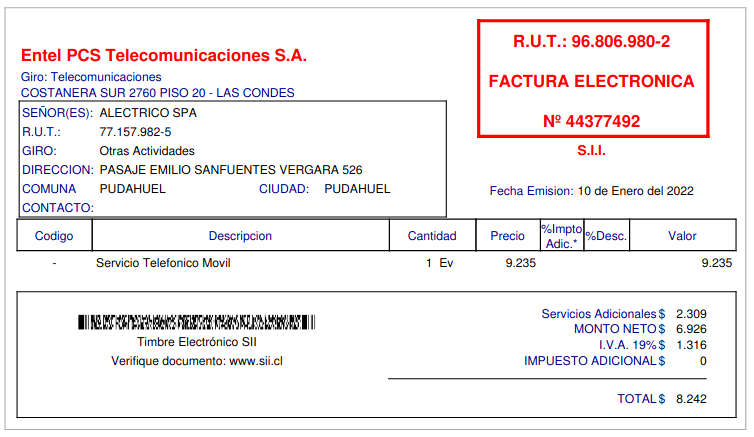 Entel PCS Telecomunicaciones S.A.
Giro: Telecomunicaciones
COSTANERA SUR 2760 PISO 20 - LAS CONDES
R.U.T.: 96.806.980-2
FACTURA ELECTRONICA
Nº 44377492
S.I.I.
Fecha Emision: 10 de Enero del 2022
SEÑOR(ES): ALECTRICO SPA
R.U.T.: 77.157.982-5
GIRO: Otras Actividades
DIRECCION: PASAJE EMILIO SANFUENTES VERGARA 526
COMUNA PUDAHUEL CIUDAD: PUDAHUEL
CONTACTO:
Codigo Descripcion Cantidad Precio %Impto Adic.* %Desc. Valor
- Servicio Telefonico Movil 1 Ev 9.235 9.235
Timbre Electrónico SII
Verifique documento: www.sii.cl
Servicios Adicionales $ 2.309
MONTO NETO $ 6.926
I.V.A. 19% $ 1.316
IMPUESTO ADICIONAL $ 0
TOTAL $ 8.242